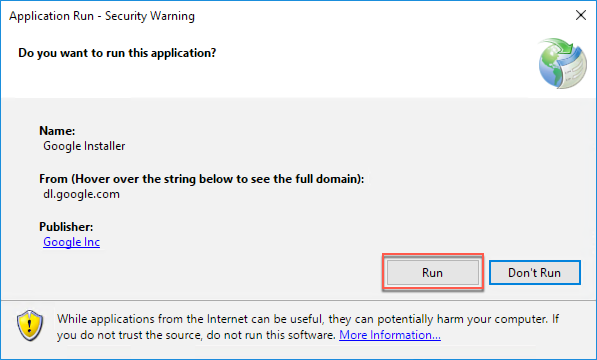 Application Run - Security Warning
Do you want to run this application?
Name:
Google Installer
From (Hover over the string below to see the full domain):
dl.google.com
Publisher:
Google Inc
Run
Don't Run
While applications from the Internet can be useful, they can potentially harm your computer. If
you do not trust the source, do not run this software. More Information...